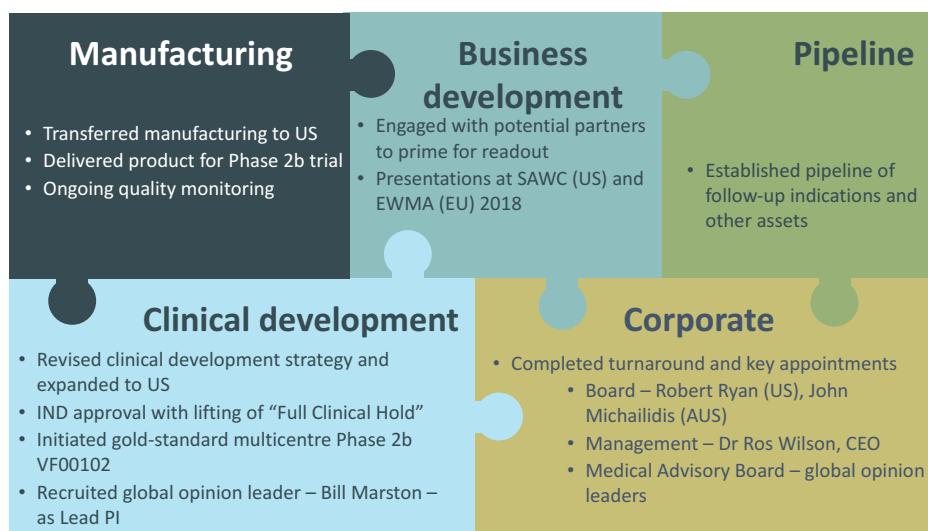 Manufacturing
• Transferred manufacturing to US
• Delivered product for Phase 2b trial
• Ongoing quality monitoring
Business
development
• Engaged with potential partners
to prime for readout
• Presentations at SAWC (US) and
EWMA (EU) 2018
Pipeline
• Established pipeline of
follow-up indications and
other assets
Clinical development
• Revised clinical development strategy and
expanded to US
• IND approval with lifting of “Full Clinical Hold”
• Initiated gold-standard multicentre Phase 2b
VF00102
• Recruited global opinion leader – Bill Marston –
as Lead PI
Corporate
• Completed turnaround and key appointments
• Board – Robert Ryan (US), John
Michailidis (AUS)
• Management – Dr Ros Wilson, CEO
• Medical Advisory Board – global opinion
leaders